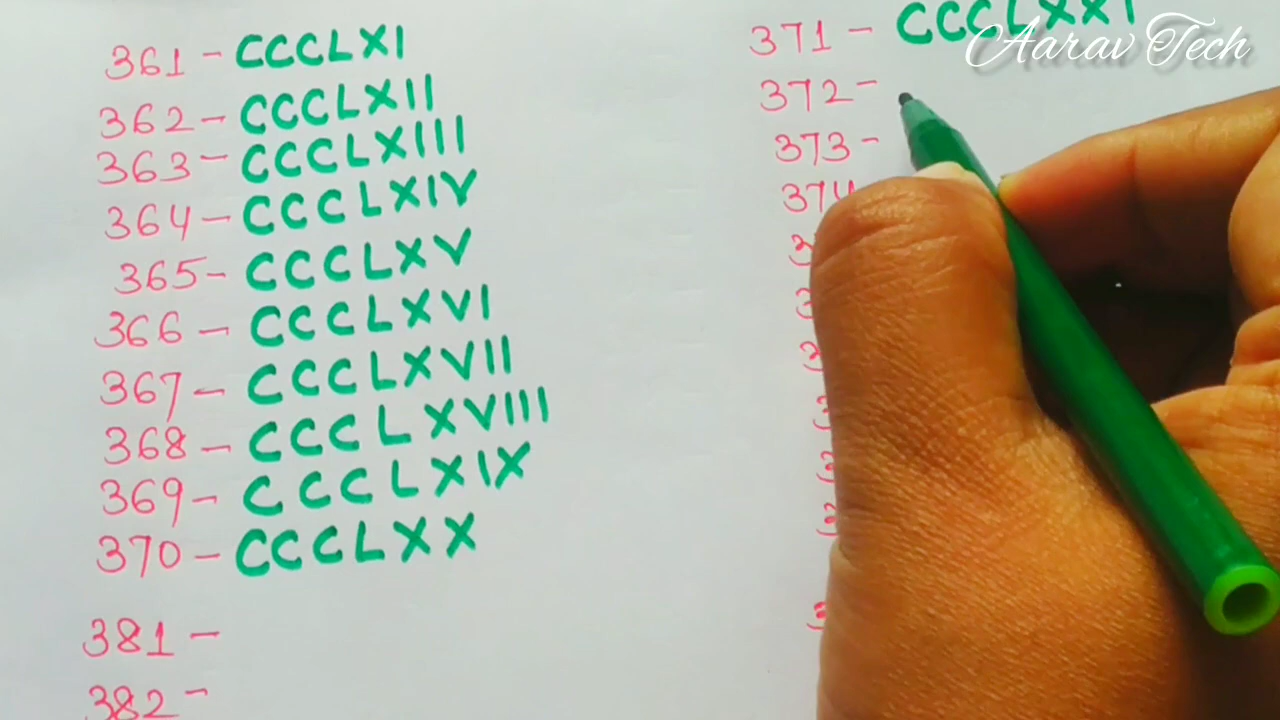 361 - CCCLXI
362 - CCCLXII
363 - CCCLXIII
364 - CCCLXIV
365 - CCCLXV
366 - CCCLXVI
367 - CCCLXVII
368 - CCCLXVIII
369 - CCCLXIX
370 - CCCLXX
381 -
382 -
371 - CCCLXXI
372 -
373 -
374
Aarav Tech